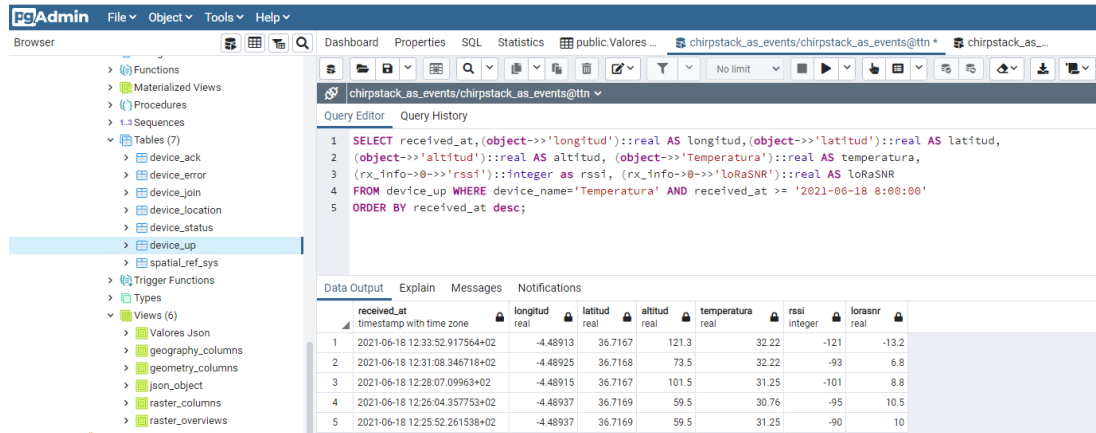 pgAdmin File Object Tools Help
Browser Dashboard Properties SQL Statistics public.Valores ... chirpstack_as_events/chirpstack_as_events@ttn * chirpstack_as_...
No limit
chirpstack_as_events/chirpstack_as_events@ttn
Query Editor Query History
Functions
Materialized Views
Procedures
1..3 Sequences
Tables (7)
device_ack
device_error
device_join
device_location
device_status
device_up
spatial_ref_sys
Trigger Functions
Types
Views (6)
Valores Json
geography_columns
geometry_columns
json_object
raster_columns
raster_overviews
1 SELECT received_at,(object->>'longitud')::real AS longitud,(object->>'latitud')::real AS latitud,
2 (object->>'altitud')::real AS altitud, (object->>'Temperatura')::real AS temperatura,
3 (rx_info->0->>'rssi')::integer as rssi, (rx_info->0->>'loRaSNR')::real AS loRaSNR
4 FROM device_up WHERE device_name='Temperatura' AND received_at >= '2021-06-18 8:00:00'
5 ORDER BY received_at desc;
Data Output Explain Messages Notifications
received_at longitud latitud altitud temperatura rssi lorasnr
timestamp with time zone real real real real integer real
1 2021-06-18 12:33:52.917564+02 -4.48913 36.7167 121.3 32.22 -121 -13.2
2 2021-06-18 12:31:08.346718+02 -4.48925 36.7168 73.5 32.22 -93 6.8
3 2021-06-18 12:28:07.09963+02 -4.48915 36.7167 101.5 31.25 -101 8.8
4 2021-06-18 12:26:04.357753+02 -4.48937 36.7169 59.5 30.76 -95 10.5
5 2021-06-18 12:25:52.261538+02 -4.48937 36.7169 59.5 31.25 -90 10